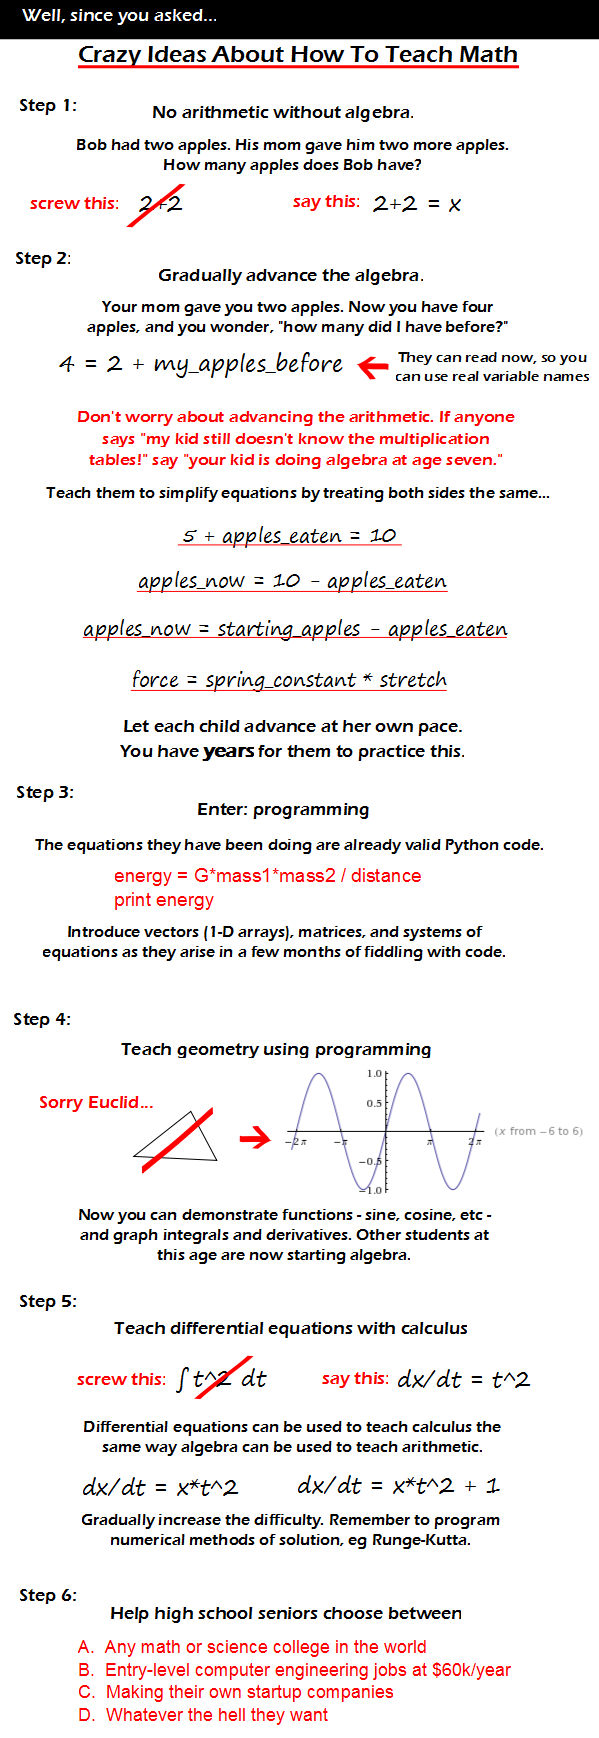 Well, since you asked...
Crazy Ideas About How To Teach Math
Step 1:
No arithmetic without algebra.
Bob had two apples. His mom gave him two more apples.
How many apples does Bob have?
screw this: 2+2
say this: 2+2 = x
Step 2:
Gradually advance the algebra.
Your mom gave you two apples. Now you have four
apples, and you wonder, "how many did I have before?"
4 = 2 + my_apples_before
They can read now, so you
can use real variable names
Don't worry about advancing the arithmetic. If anyone
says "my kid still doesn't know the multiplication
tables!" say "your kid is doing algebra at age seven."
Teach them to simplify equations by treating both sides the same...
5 + apples_eaten = 10
apples_now = 10 - apples_eaten
apples_now = starting_apples - apples_eaten
force = spring_constant * stretch
Let each child advance at her own pace.
You have years for them to practice this.
Step 3:
Enter: programming
The equations they have been doing are already valid Python code.
energy = G*mass1*mass2 / distance
print energy
Introduce vectors (1-D arrays), matrices, and systems of
equations as they arise in a few months of fiddling with code.
Step 4:
Teach geometry using programming
Sorry Euclid...
1.0
0.5
-2π -π π 2π
(x from -6 to 6)
-0.5
-1.0
Now you can demonstrate functions - sine, cosine, etc -
and graph integrals and derivatives. Other students at
this age are now starting algebra.
Step 5:
Teach differential equations with calculus
screw this: ∫t^2 dt
say this: dx/dt = t^2
Differential equations can be used to teach calculus the
same way algebra can be used to teach arithmetic.
dx/dt = x*t^2
dx/dt = x*t^2 + 1
Gradually increase the difficulty. Remember to program
numerical methods of solution, eg Runge-Kutta.
Step 6:
Help high school seniors choose between
A. Any math or science college in the world
B. Entry-level computer engineering jobs at $60k/year
C. Making their own startup companies
D. Whatever the hell they want